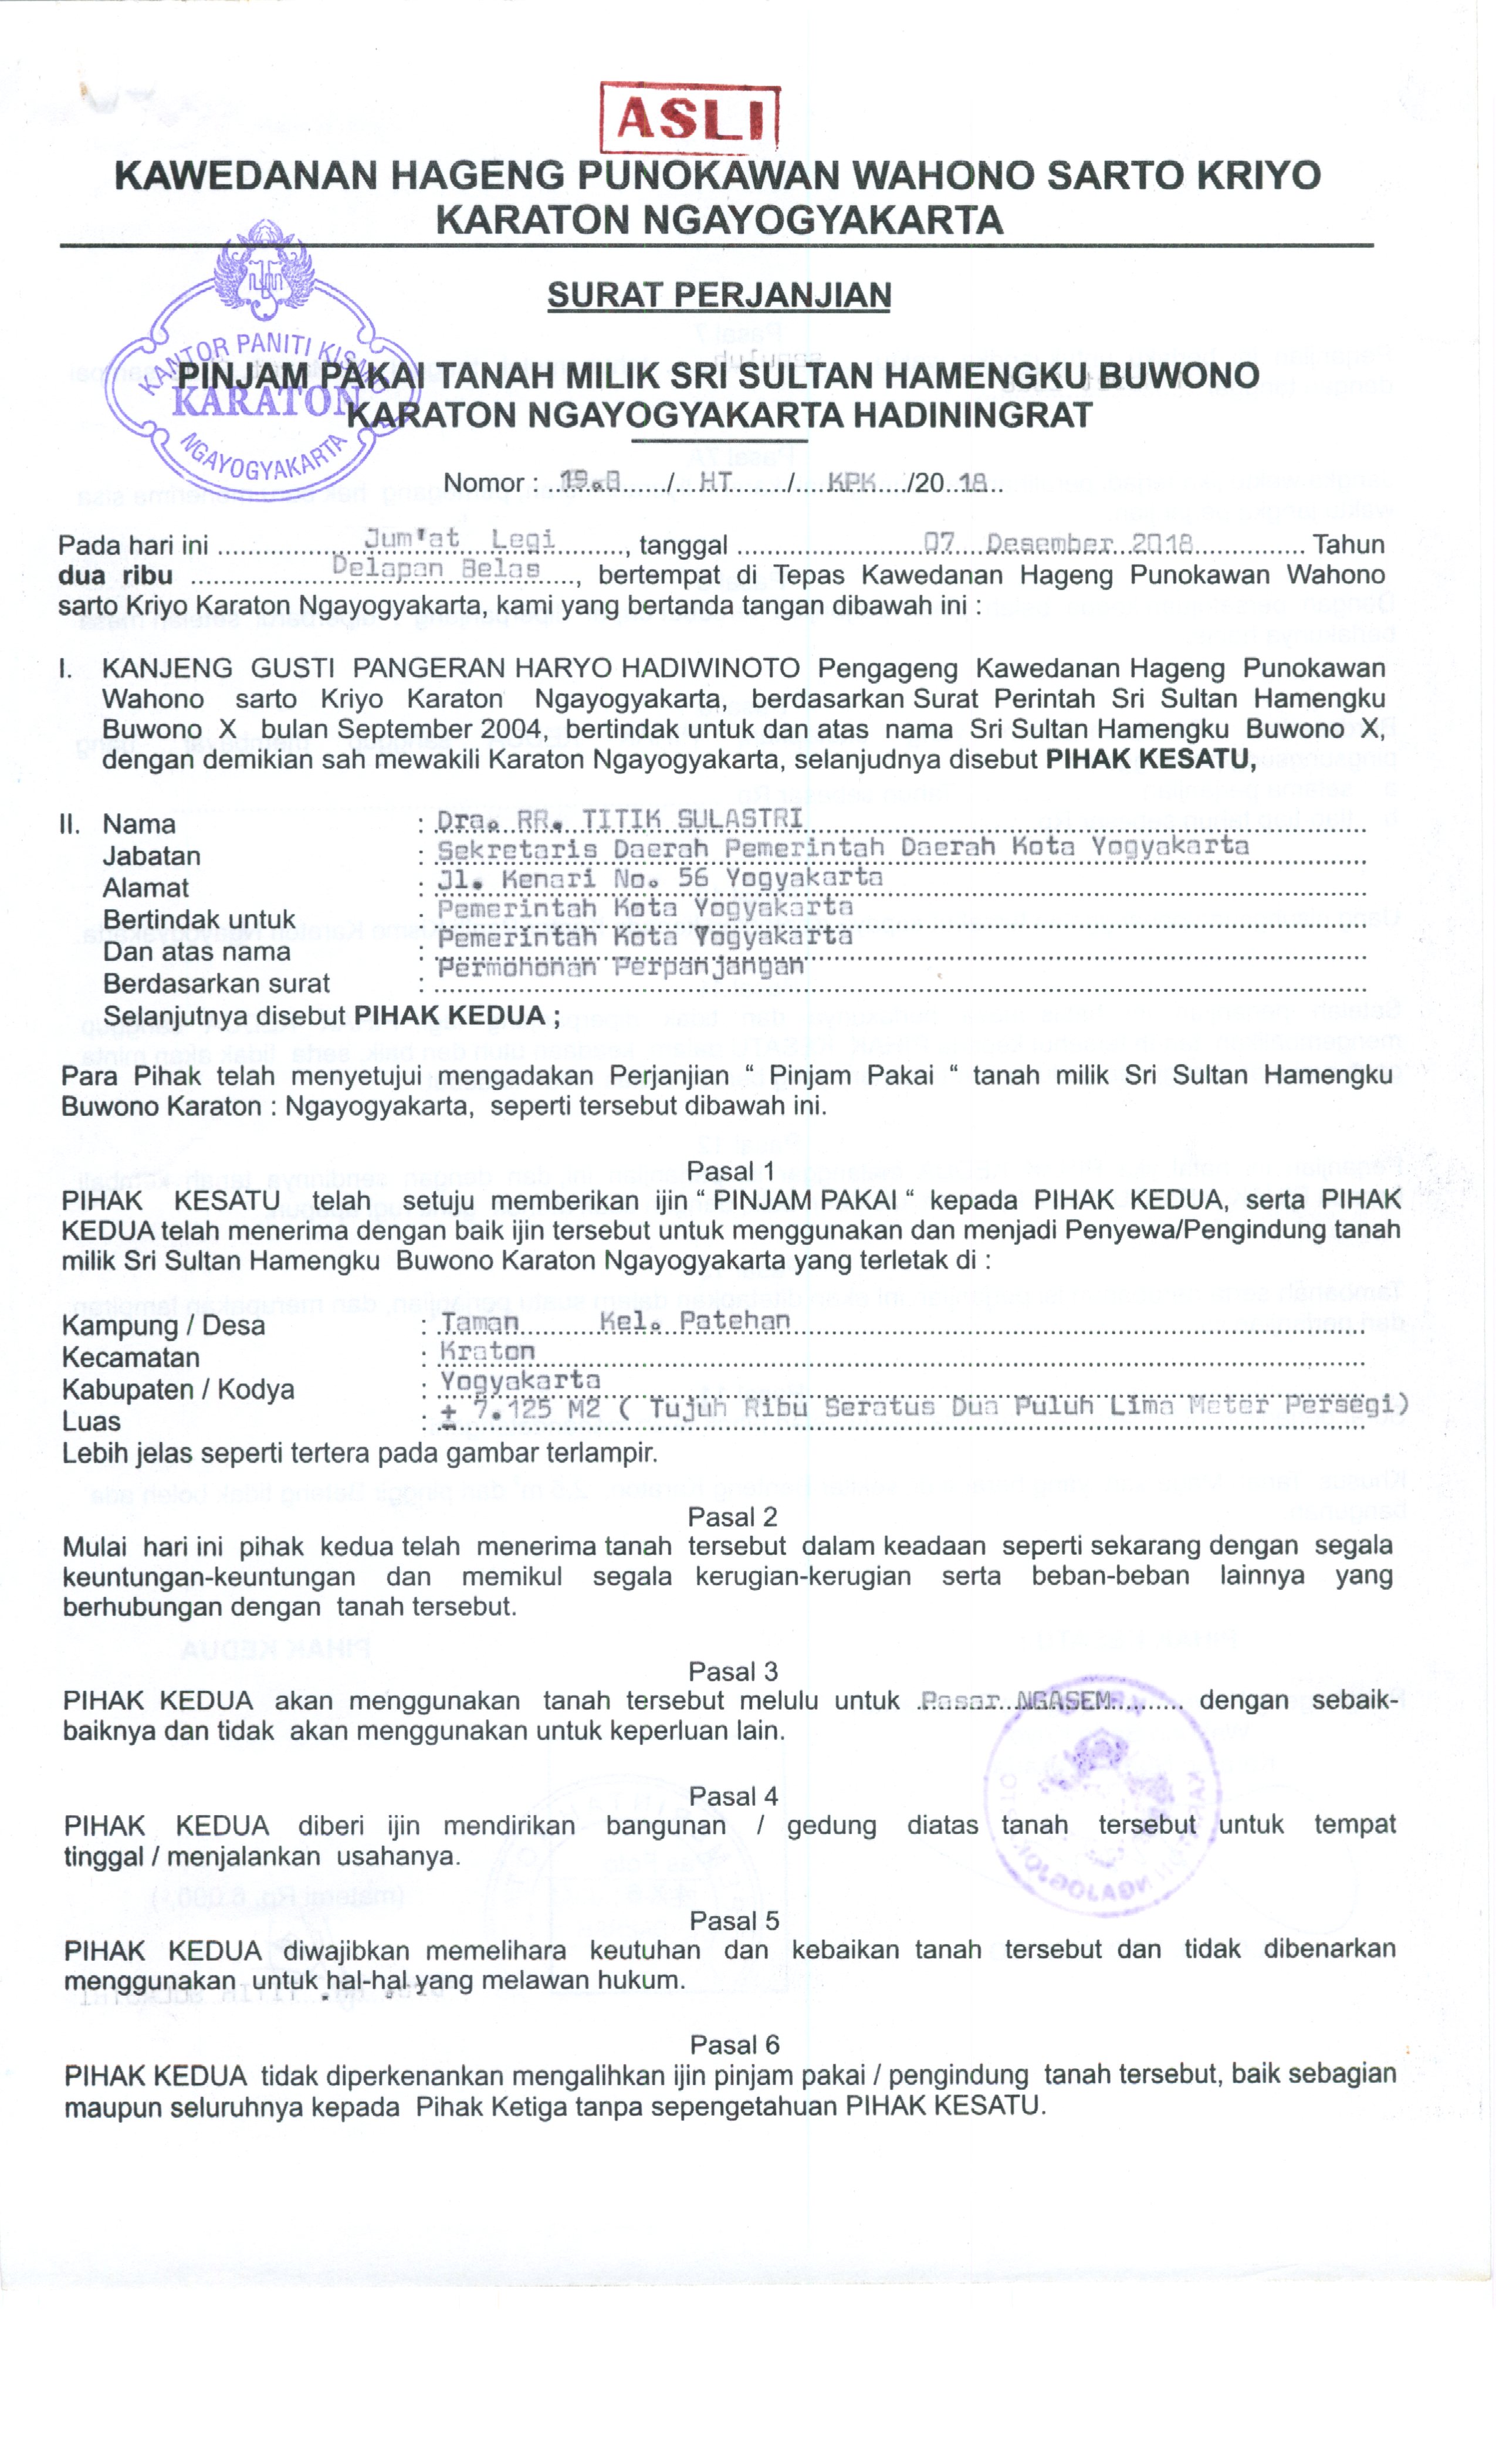 ASLI
KAWEDANAN HAGENG PUNOKAWAN WAHONO SARTO KRIYO
KARATON NGAYOGYAKARTA
SURAT PERJANJIAN
KANTOR PANITI KISMO
KARATON
NGAYOGYAKARTA
PINJAM PAKAI TANAH MILIK SRI SULTAN HAMENGKU BUWONO
KARATON NGAYOGYAKARTA HADININGRAT
Nomor : 19.B / HT / KPK /20 18
Pada hari ini Jum'at Legi, tanggal 07 Desember 2018 Tahun
dua ribu Delapan Belas, bertempat di Tepas Kawedanan Hageng Punokawan Wahono
sarto Kriyo Karaton Ngayogyakarta, kami yang bertanda tangan dibawah ini :
I. KANJENG GUSTI PANGERAN HARYO HADIWINOTO Pengageng Kawedanan Hageng Punokawan
Wahono sarto Kriyo Karaton Ngayogyakarta, berdasarkan Surat Perintah Sri Sultan Hamengku
Buwono X bulan September 2004, bertindak untuk dan atas nama Sri Sultan Hamengku Buwono X,
dengan demikian sah mewakili Karaton Ngayogyakarta, selanjudnya disebut PIHAK KESATU,
II. Nama : Dra. RR. TITIK SULASTRI
Jabatan : Sekretaris Daerah Pemerintah Daerah Kota Yogyakarta
Alamat : Jl. Kenari No. 56 Yogyakarta
Bertindak untuk : Pemerintah Kota Yogyakarta
Dan atas nama : Pemerintah Kota Yogyakarta
Berdasarkan surat : Permohonan Perpanjangan
Selanjutnya disebut PIHAK KEDUA ;
Para Pihak telah menyetujui mengadakan Perjanjian “ Pinjam Pakai “ tanah milik Sri Sultan Hamengku
Buwono Karaton : Ngayogyakarta, seperti tersebut dibawah ini.
Pasal 1
PIHAK KESATU telah setuju memberikan ijin “ PINJAM PAKAI “ kepada PIHAK KEDUA, serta PIHAK
KEDUA telah menerima dengan baik ijin tersebut untuk menggunakan dan menjadi Penyewa/Pengindung tanah
milik Sri Sultan Hamengku Buwono Karaton Ngayogyakarta yang terletak di :
Kampung / Desa : Taman Kel. Patehan
Kecamatan : Kraton
Kabupaten / Kodya : Yogyakarta
Luas : ± 7.125 M2 ( Tujuh Ribu Seratus Dua Puluh Lima Meter Persegi)
Lebih jelas seperti tertera pada gambar terlampir.
Pasal 2
Mulai hari ini pihak kedua telah menerima tanah tersebut dalam keadaan seperti sekarang dengan segala
keuntungan-keuntungan dan memikul segala kerugian-kerugian serta beban-beban lainnya yang
berhubungan dengan tanah tersebut.
Pasal 3
PIHAK KEDUA akan menggunakan tanah tersebut melulu untuk Pasar NGASEM dengan sebaik-
baiknya dan tidak akan menggunakan untuk keperluan lain.
Pasal 4
PIHAK KEDUA diberi ijin mendirikan bangunan / gedung diatas tanah tersebut untuk tempat
tinggal / menjalankan usahanya.
Pasal 5
PIHAK KEDUA diwajibkan memelihara keutuhan dan kebaikan tanah tersebut dan tidak dibenarkan
menggunakan untuk hal-hal yang melawan hukum.
Pasal 6
PIHAK KEDUA tidak diperkenankan mengalihkan ijin pinjam pakai / pengindung tanah tersebut, baik sebagian
maupun seluruhnya kepada Pihak Ketiga tanpa sepengetahuan PIHAK KESATU.